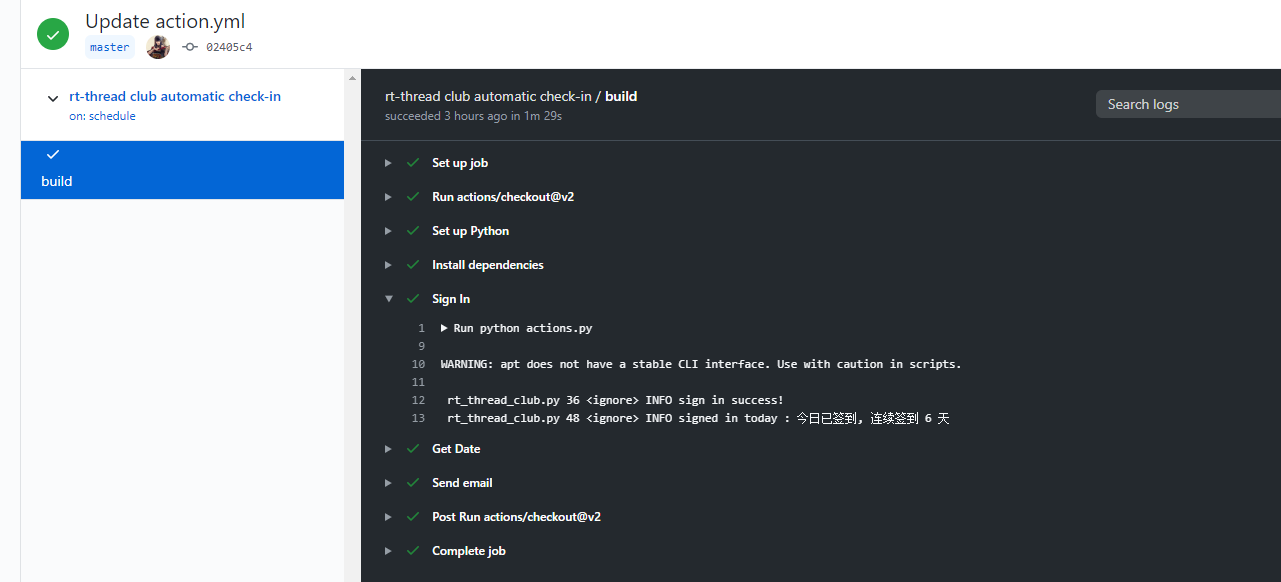 Update action.yml
master 02405c4
rt-thread club automatic check-in
on: schedule
build
rt-thread club automatic check-in / build
succeeded 3 hours ago in 1m 29s
Search logs
Set up job
Run actions/checkout@v2
Set up Python
Install dependencies
Sign In
1 Run python actions.py
9
10 WARNING: apt does not have a stable CLI interface. Use with caution in scripts.
11
12 rt_thread_club.py 36 <ignore> INFO sign in success!
13 rt_thread_club.py 48 <ignore> INFO signed in today : 今日已签到, 连续签到 6 天
Get Date
Send email
Post Run actions/checkout@v2
Complete job